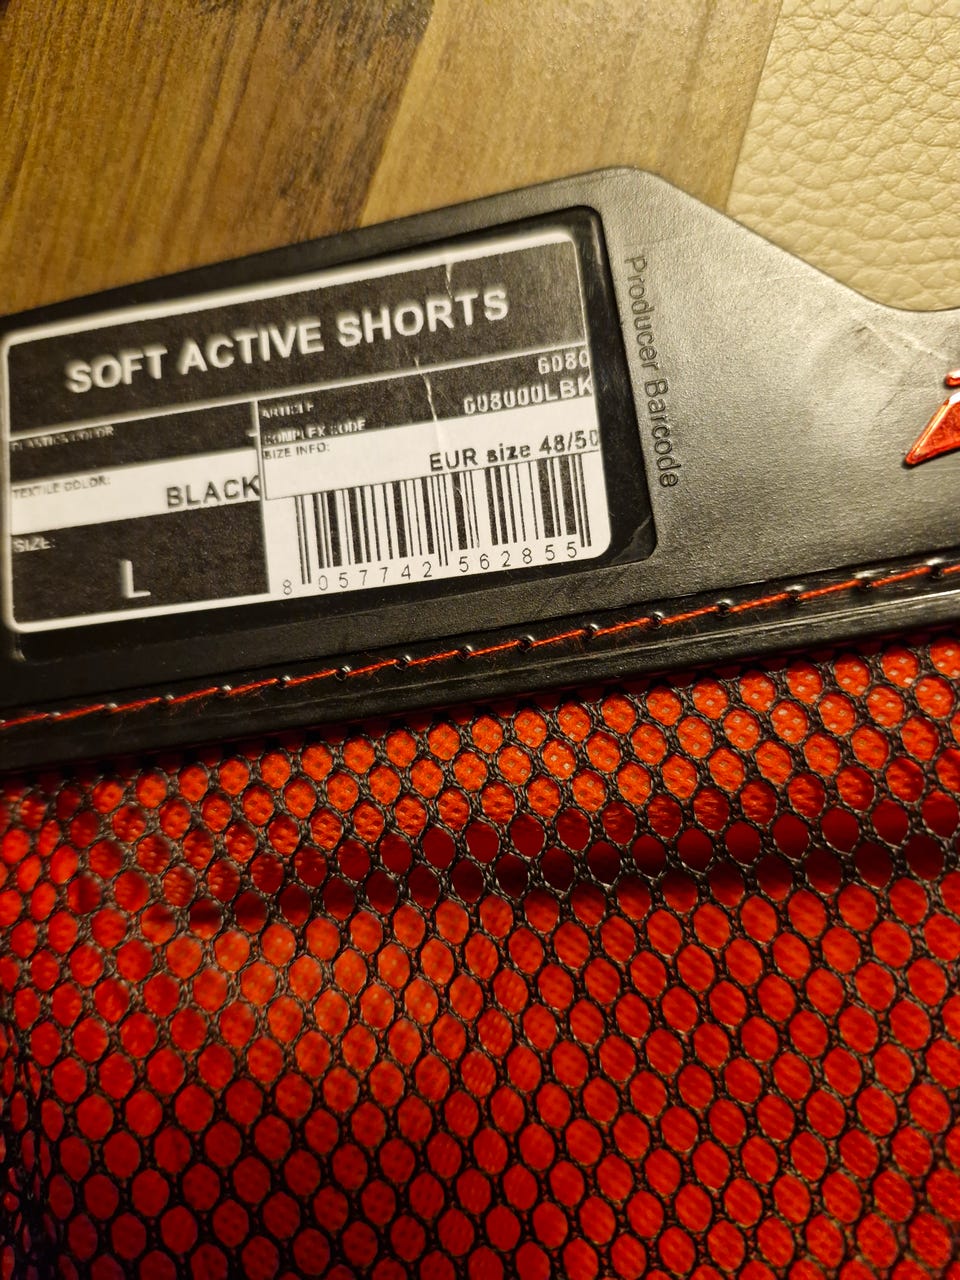 SOFT ACTIVE SHORTS
PLASTICS COLOR
TEXTILE COLOR:
BLACK
SIZE:
L
ARTICLE
6080
COMPLEX CODE
608000LBK
SIZE INFO:
EUR size 48/50
8 057742 562855
Producer Barcode